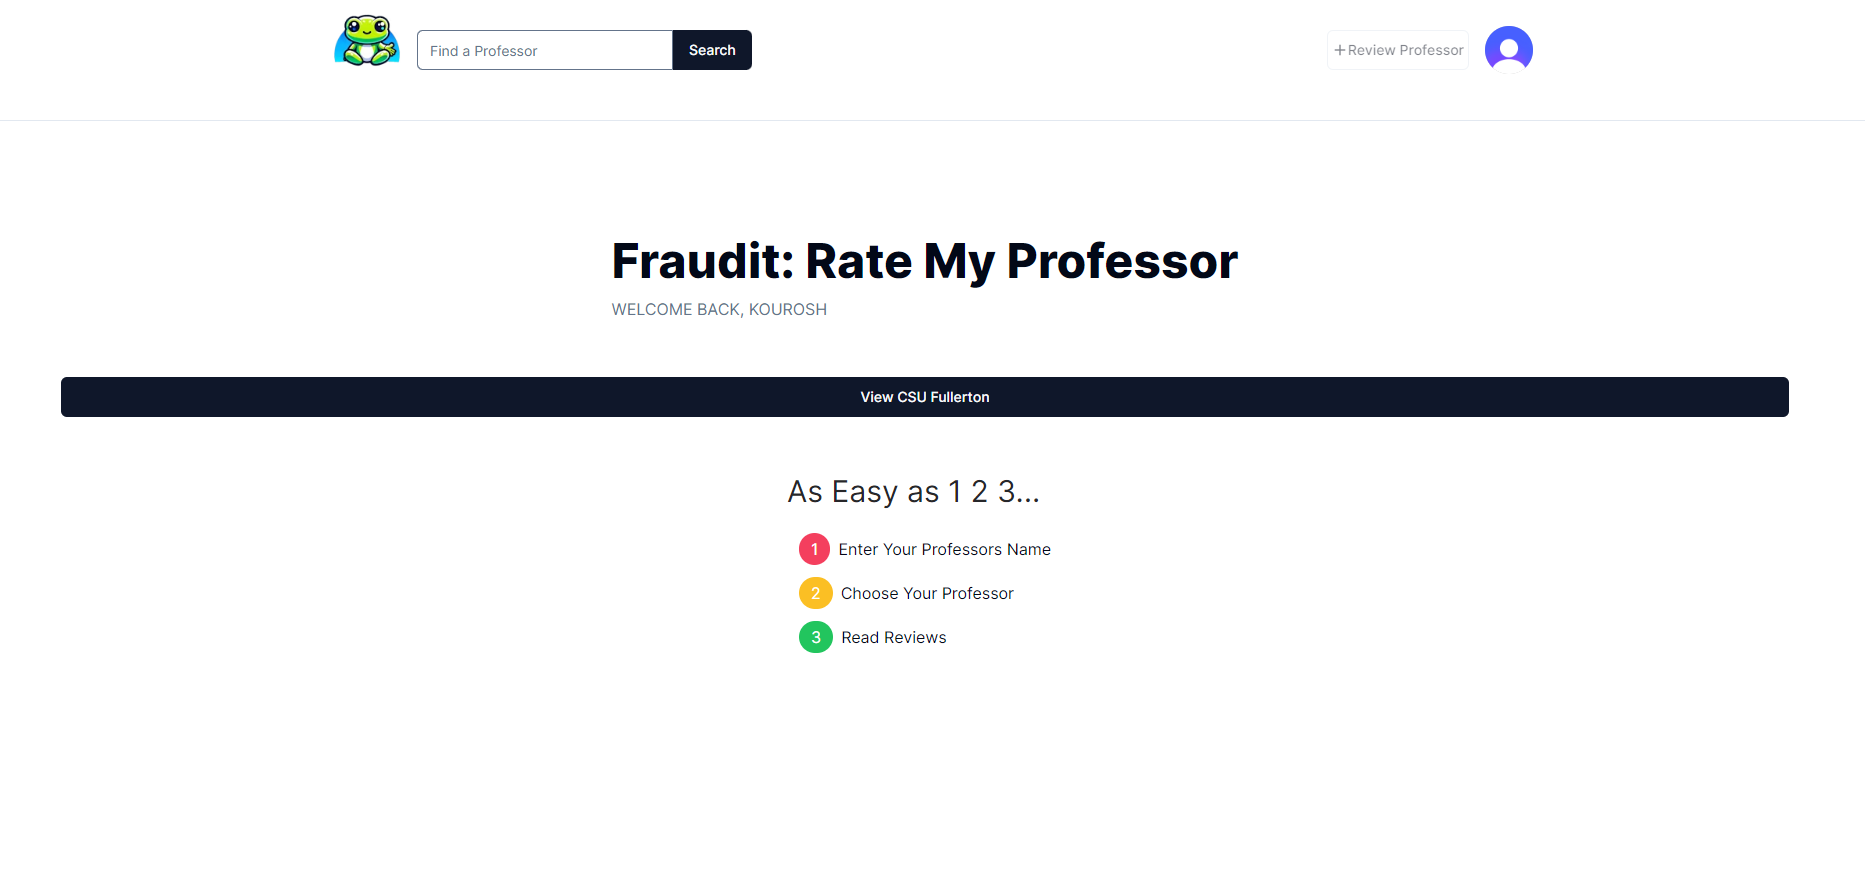 Find a Professor
Search
+Review Professor
Fraudit: Rate My Professor
WELCOME BACK, KOUROSH
View CSU Fullerton
As Easy as 1 2 3...
1 Enter Your Professors Name
2 Choose Your Professor
3 Read Reviews